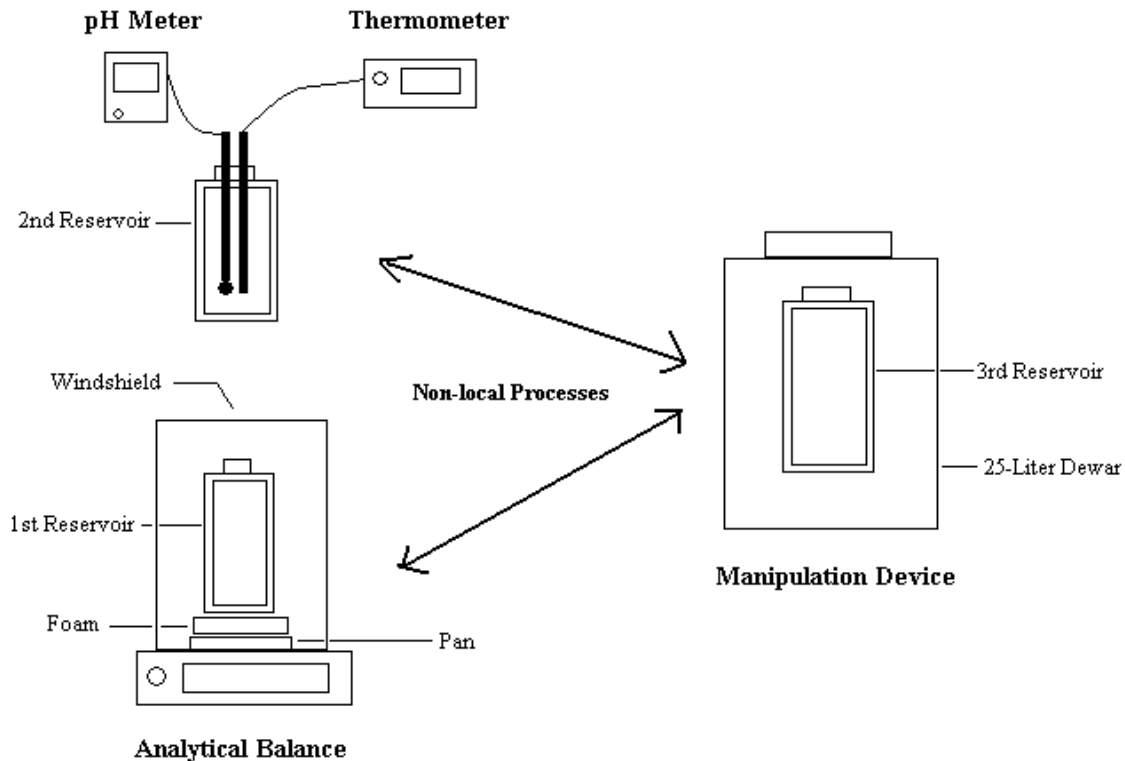 pH Meter
Thermometer
2nd Reservoir
Windshield
Non-local Processes
3rd Reservoir
25-Liter Dewar
1st Reservoir
Manipulation Device
Foam
Pan
Analytical Balance